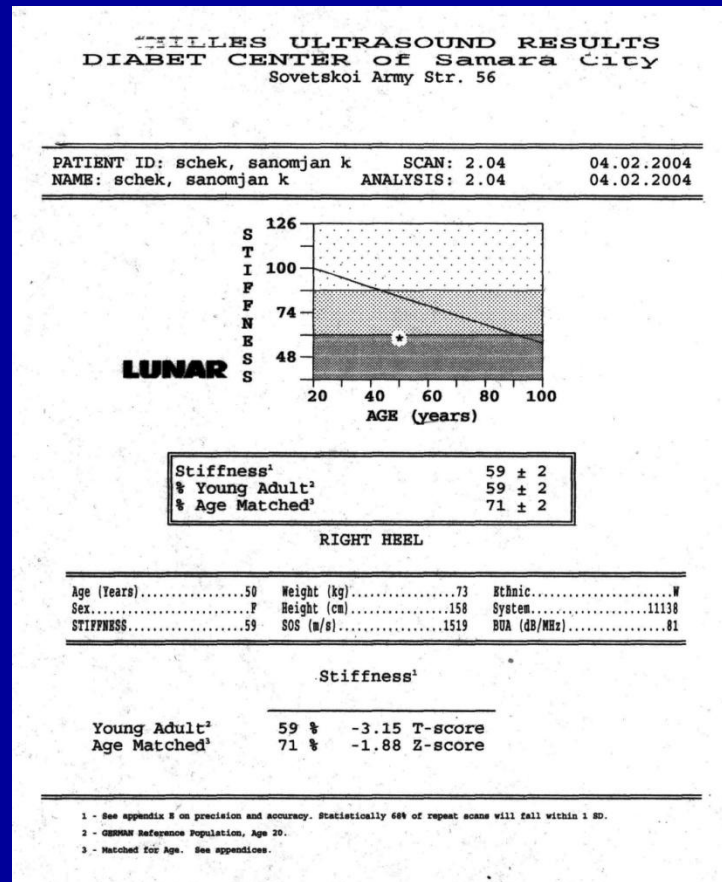 ULTRASOUND RESULTS
DIABET CENTER of Samara City
Sovetskoi Army Str. 56
PATIENT ID: schek, sanomjan k SCAN: 2.04 04.02.2004
NAME: schek, sanomjan k ANALYSIS: 2.04 04.02.2004
STIFFNESS
126
100
74
48
20 40 60 80 100
AGE (years)
LUNAR
Stiffness¹ 59 ± 2
% Young Adult² 59 ± 2
% Age Matched³ 71 ± 2
RIGHT HEEL
Age (Years)................50 Weight (kg)...............73 Ethnic......................W
Sex.........................F Height (cm)..............158 System..................11138
STIFFNESS..................59 SOS (m/s)...............1519 BUA (dB/MHz)...............81
Stiffness¹
Young Adult² 59 % -3.15 T-score
Age Matched³ 71 % -1.88 Z-score
1 - See appendix E on precision and accuracy. Statistically 68% of repeat scans will fall within 1 SD.
2 - GERMAN Reference Population, Age 20.
3 - Matched for Age. See appendices.